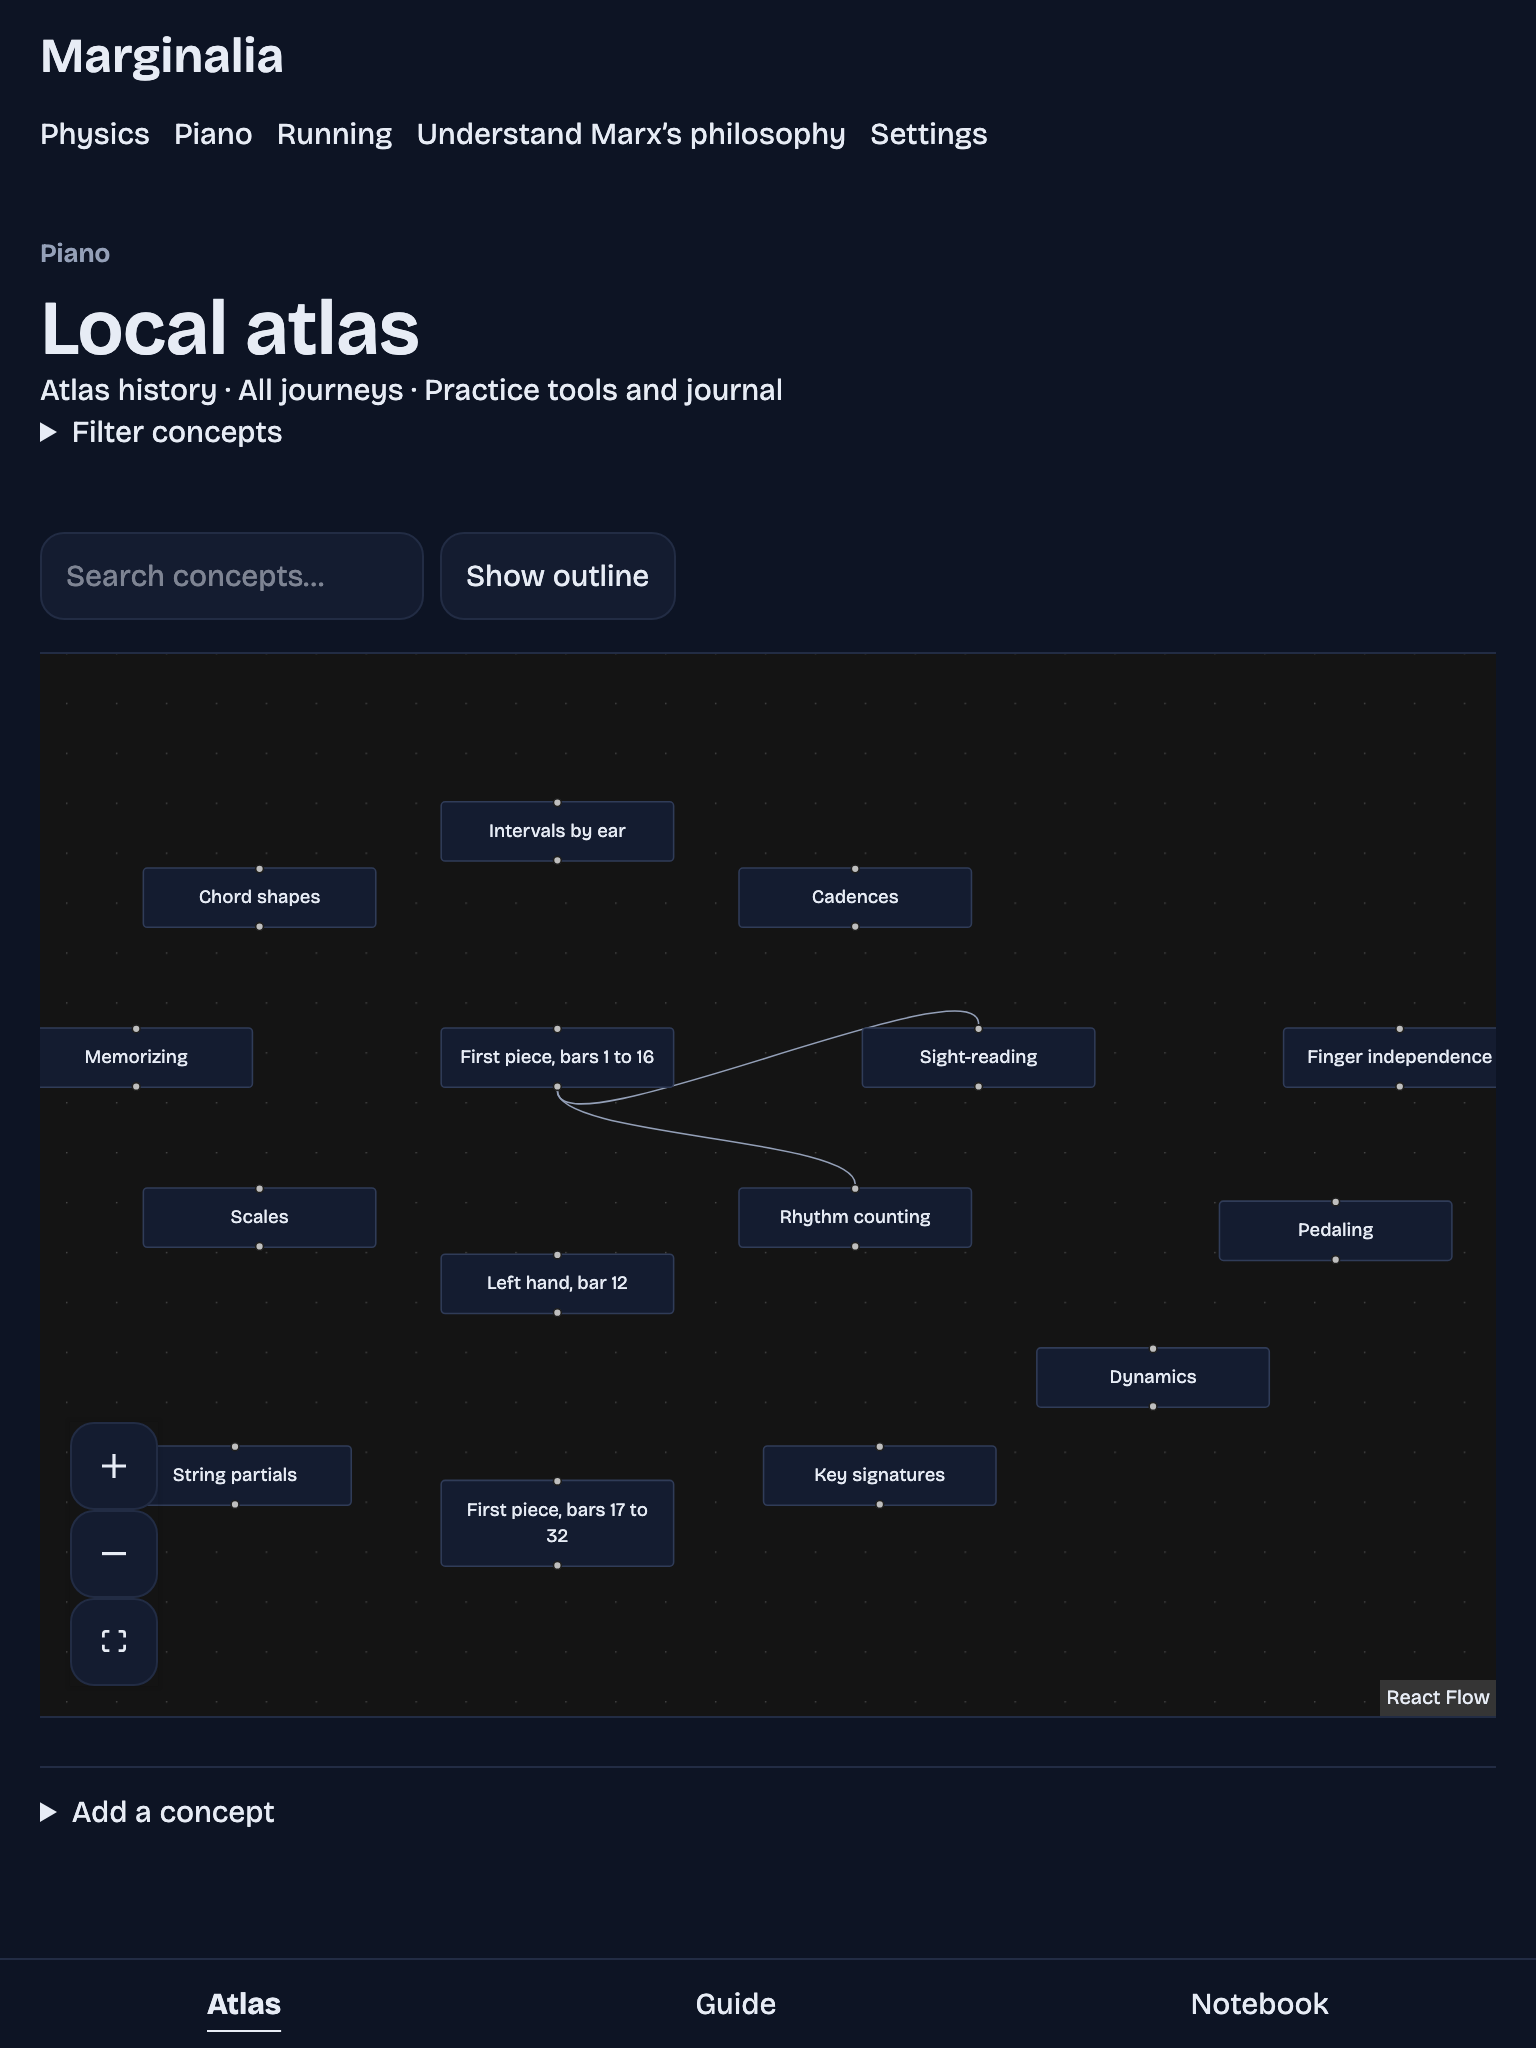 Marginalia
Physics Piano Running Understand Marx’s philosophy Settings
Piano
Local atlas
Atlas history · All journeys · Practice tools and journal
Filter concepts
Search concepts...
Show outline
Intervals by ear
Chord shapes
Cadences
Memorizing
First piece, bars 1 to 16
Sight-reading
Finger independence
Scales
Rhythm counting
Pedaling
Left hand, bar 12
Dynamics
String partials
Key signatures
First piece, bars 17 to
32
React Flow
Add a concept
Atlas
Guide
Notebook